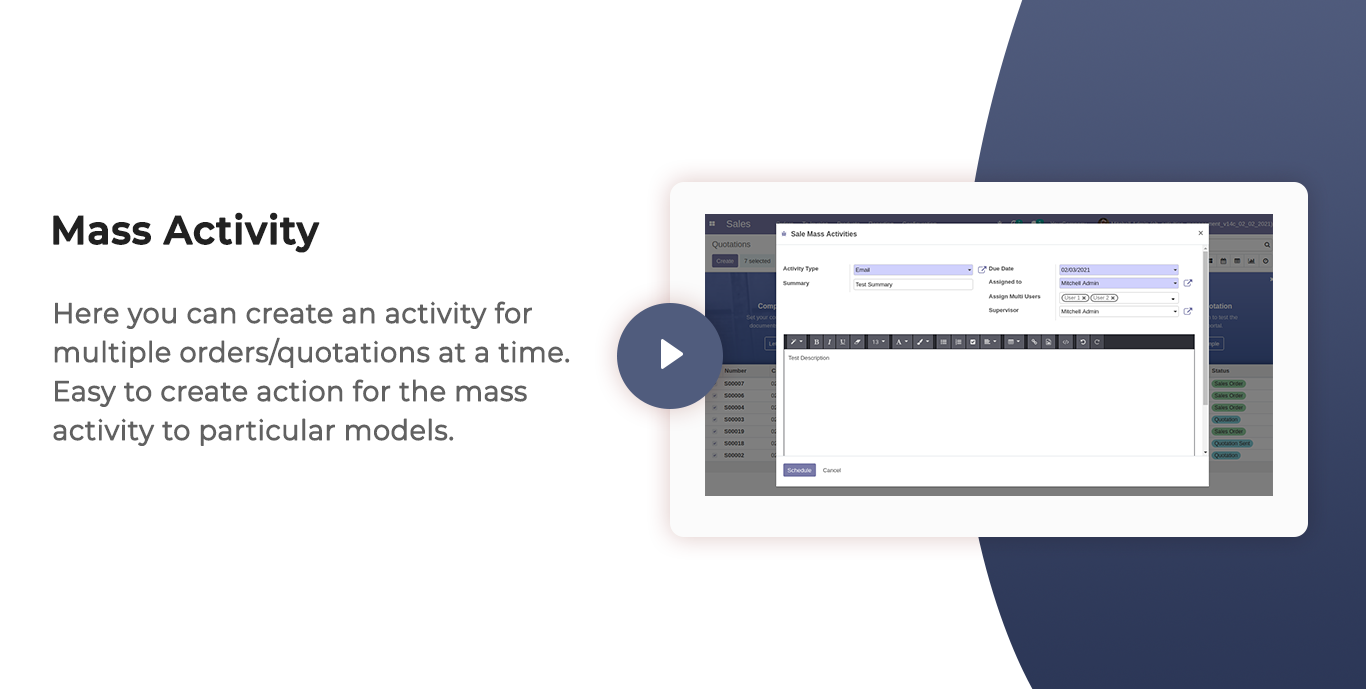 Mass Activity
Here you can create an activity for
multiple orders/quotations at a time.
Easy to create action for the mass
activity to particular models.
Sales
Quotations
Create 7 selected
Sale Mass Activities ×
Activity Type Email
Summary Test Summary
Due Date 02/03/2021
Assigned to Mitchell Admin
Assign Multi Users User 1 × User 2 ×
Supervisor Mitchell Admin
B I U 13 A
Test Description
Schedule Cancel
Number Status
S00007 Sales Order
S00006 Sales Order
S00004 Sales Order
S00003 Quotation
S00019 Sales Order
S00018 Quotation Sent
S00002 Quotation